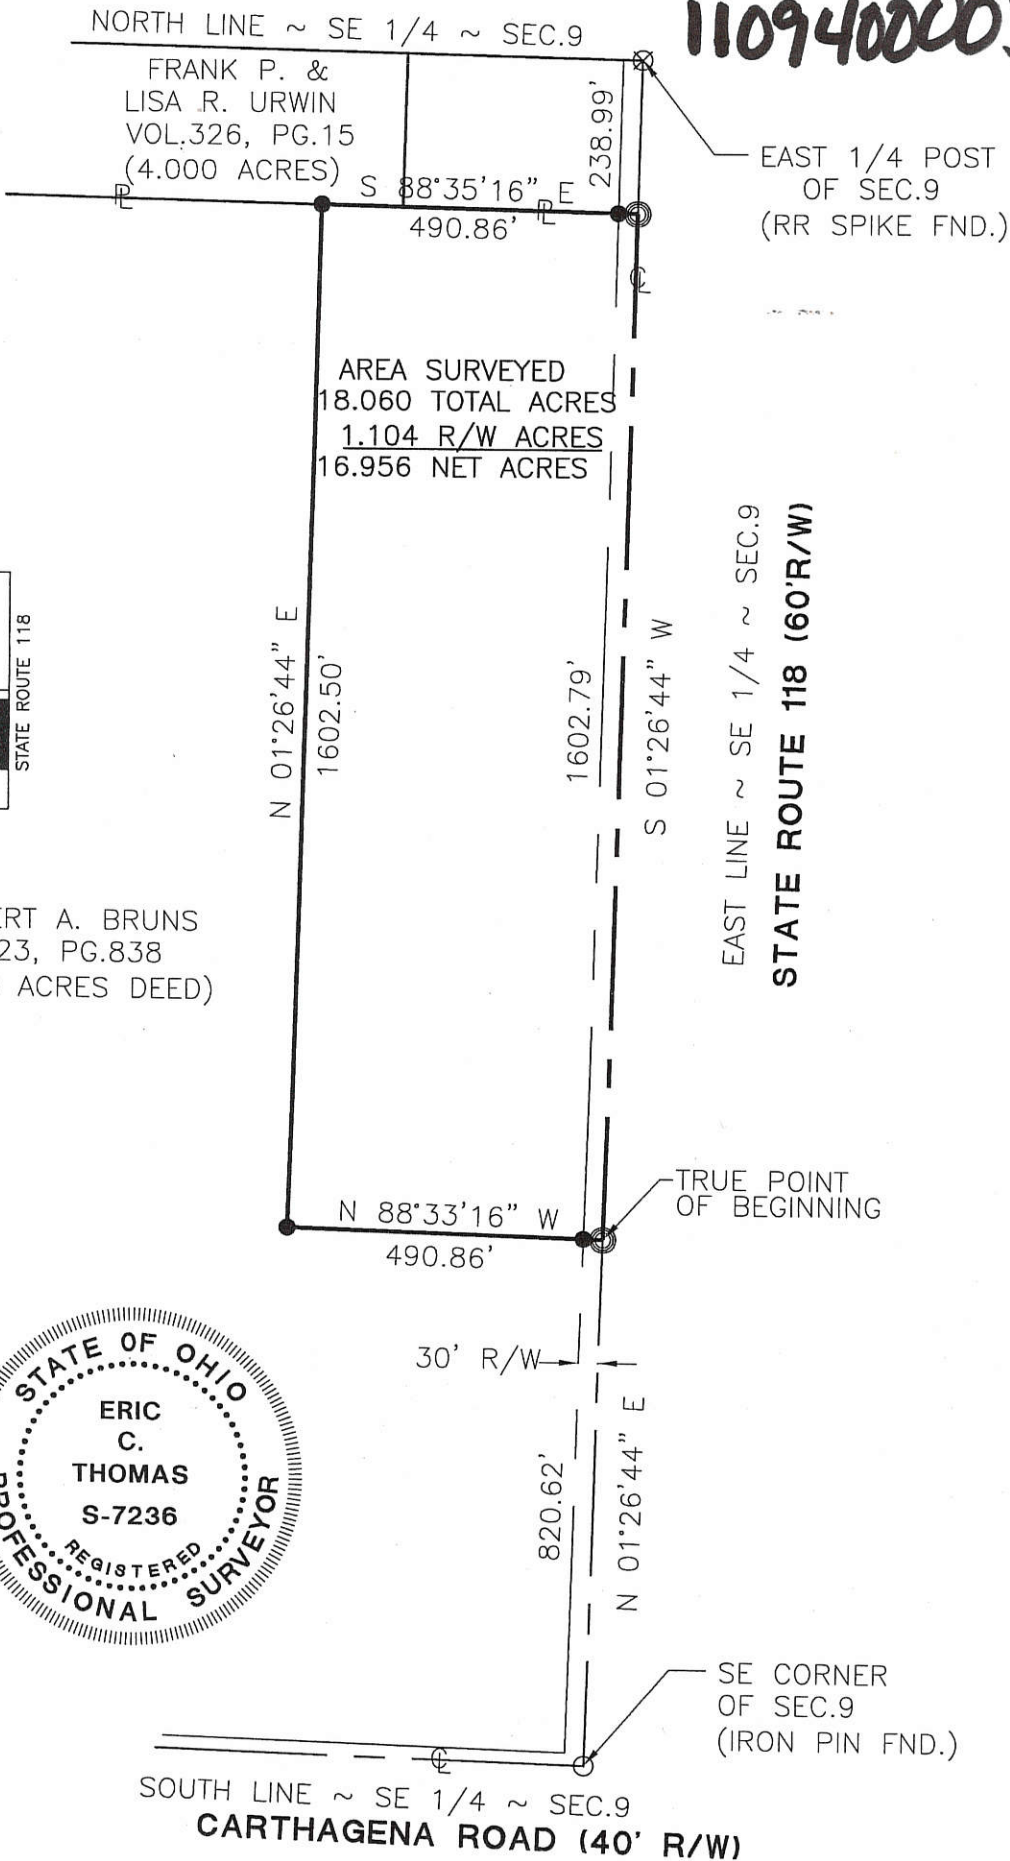 110940000
NORTH LINE ~ SE 1/4 ~ SEC.9
FRANK P. &
LISA R. URWIN
VOL.326, PG.15
(4.000 ACRES)
238.99'
EAST 1/4 POST
OF SEC.9
(RR SPIKE FND.)
PL
S 88°35'16" E
PL
490.86'
CL
AREA SURVEYED
18.060 TOTAL ACRES
1.104 R/W ACRES
16.956 NET ACRES
STATE ROUTE 118
N 01°26'44" E
1602.50'
1602.79'
S 01°26'44" W
EAST LINE ~ SE 1/4 ~ SEC.9
STATE ROUTE 118 (60'R/W)
ERT A. BRUNS
23, PG.838
ACRES DEED)
TRUE POINT
OF BEGINNING
N 88°33'16" W
490.86'
30' R/W
820.62'
N 01°26'44" E
STATE OF OHIO
ERIC
C.
THOMAS
S-7236
REGISTERED
PROFESSIONAL SURVEYOR
SE CORNER
OF SEC.9
(IRON PIN FND.)
CL
SOUTH LINE ~ SE 1/4 ~ SEC.9
CARTHAGENA ROAD (40' R/W)